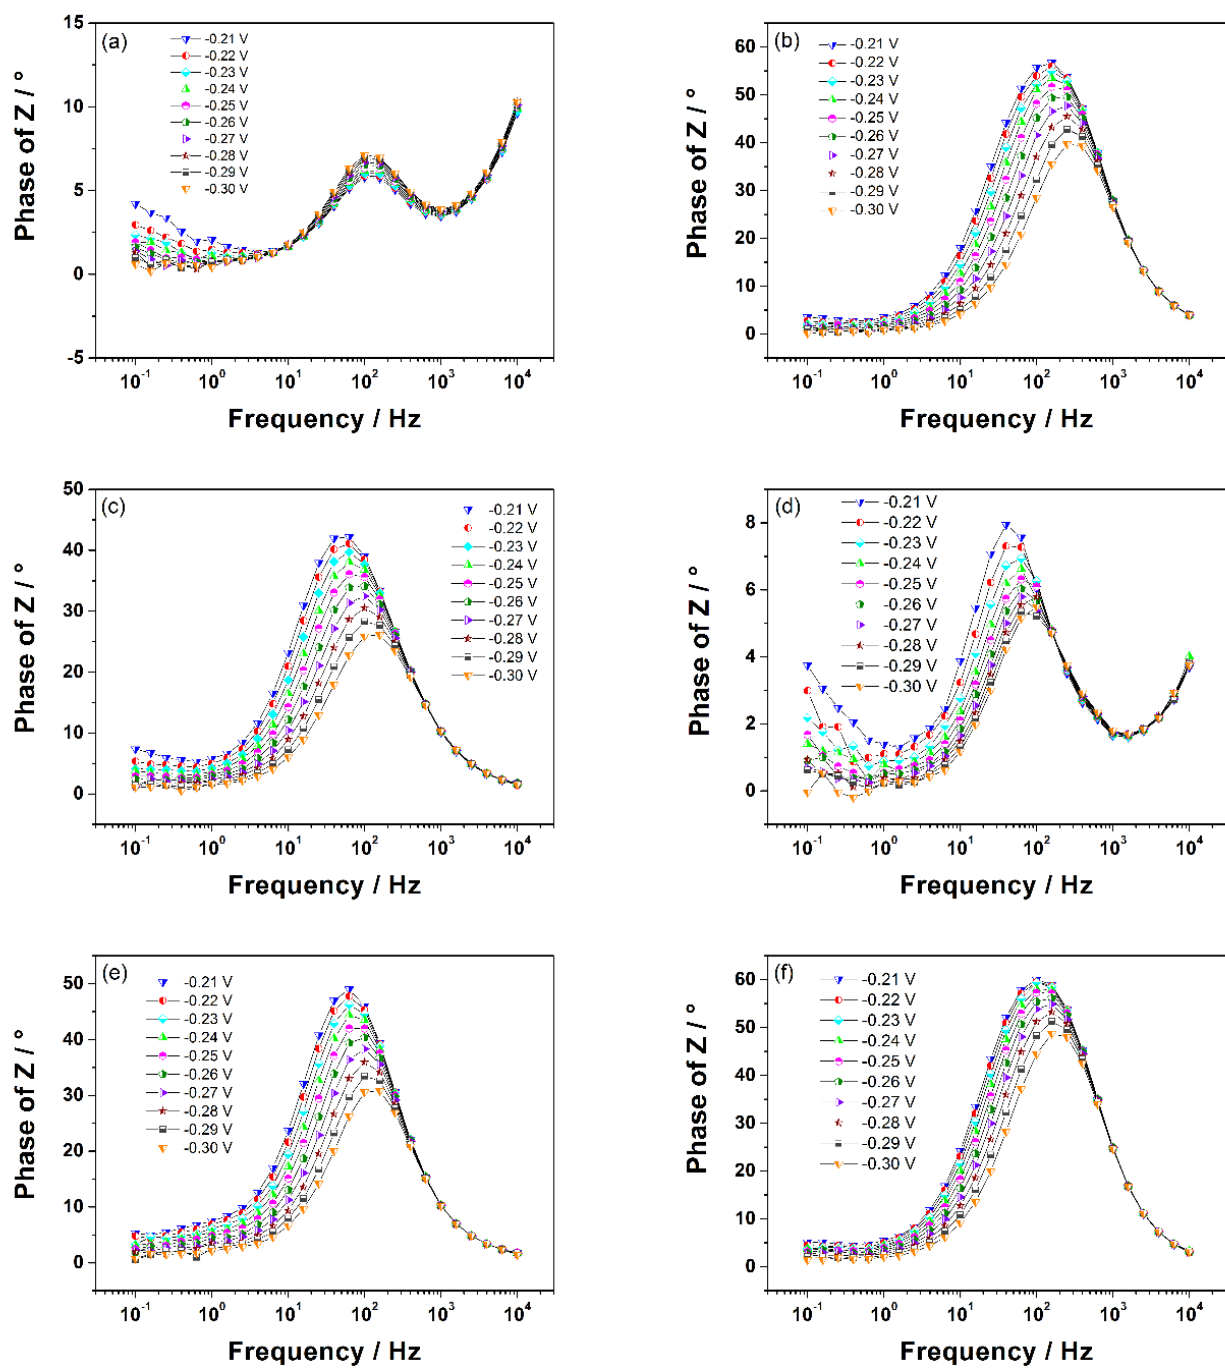 (a)
-0.21 V
-0.22 V
-0.23 V
-0.24 V
-0.25 V
-0.26 V
-0.27 V
-0.28 V
-0.29 V
-0.30 V
Phase of Z / °
15
10
5
0
-5
10⁻¹ 10⁰ 10¹ 10² 10³ 10⁴
Frequency / Hz
(b)
-0.21 V
-0.22 V
-0.23 V
-0.24 V
-0.25 V
-0.26 V
-0.27 V
-0.28 V
-0.29 V
-0.30 V
Phase of Z / °
60
50
40
30
20
10
0
10⁻¹ 10⁰ 10¹ 10² 10³ 10⁴
Frequency / Hz
(c)
-0.21 V
-0.22 V
-0.23 V
-0.24 V
-0.25 V
-0.26 V
-0.27 V
-0.28 V
-0.29 V
-0.30 V
Phase of Z / °
50
40
30
20
10
0
10⁻¹ 10⁰ 10¹ 10² 10³ 10⁴
Frequency / Hz
(d)
-0.21 V
-0.22 V
-0.23 V
-0.24 V
-0.25 V
-0.26 V
-0.27 V
-0.28 V
-0.29 V
-0.30 V
Phase of Z / °
8
6
4
2
0
10⁻¹ 10⁰ 10¹ 10² 10³ 10⁴
Frequency / Hz
(e)
-0.21 V
-0.22 V
-0.23 V
-0.24 V
-0.25 V
-0.26 V
-0.27 V
-0.28 V
-0.29 V
-0.30 V
Phase of Z / °
50
40
30
20
10
0
10⁻¹ 10⁰ 10¹ 10² 10³ 10⁴
Frequency / Hz
(f)
-0.21 V
-0.22 V
-0.23 V
-0.24 V
-0.25 V
-0.26 V
-0.27 V
-0.28 V
-0.29 V
-0.30 V
Phase of Z / °
60
50
40
30
20
10
0
10⁻¹ 10⁰ 10¹ 10² 10³ 10⁴
Frequency / Hz